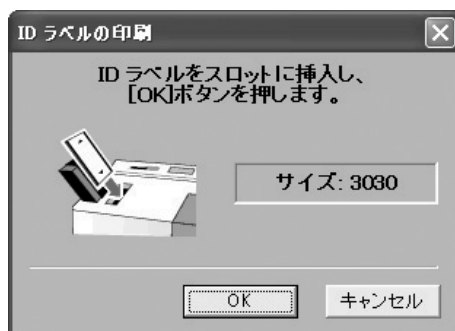 ID ラベルの印刷
ID ラベルをスロットに挿入し、
[OK]ボタンを押します。
サイズ: 3030
OK
キャンセル